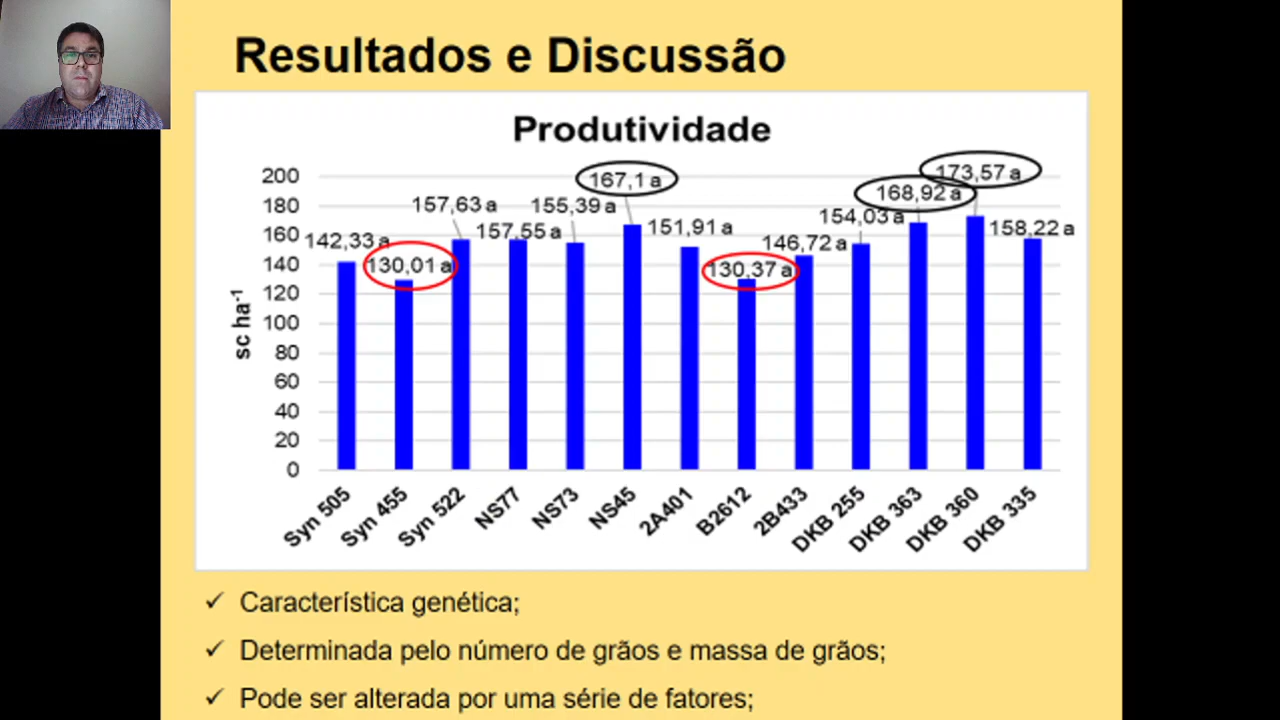 Resultados e Discussão
Produtividade
200
180
160
140
120
100
80
60
40
20
0
sc ha⁻¹
142,33 a
130,01 a
157,63 a
157,55 a
155,39 a
167,1 a
151,91 a
130,37 a
146,72 a
154,03 a
168,92 a
173,57 a
158,22 a
Syn 505
Syn 455
Syn 522
NS77
NS73
NS45
2A401
B2612
2B433
DKB 255
DKB 363
DKB 360
DKB 335
✓ Característica genética;
✓ Determinada pelo número de grãos e massa de grãos;
✓ Pode ser alterada por uma série de fatores;